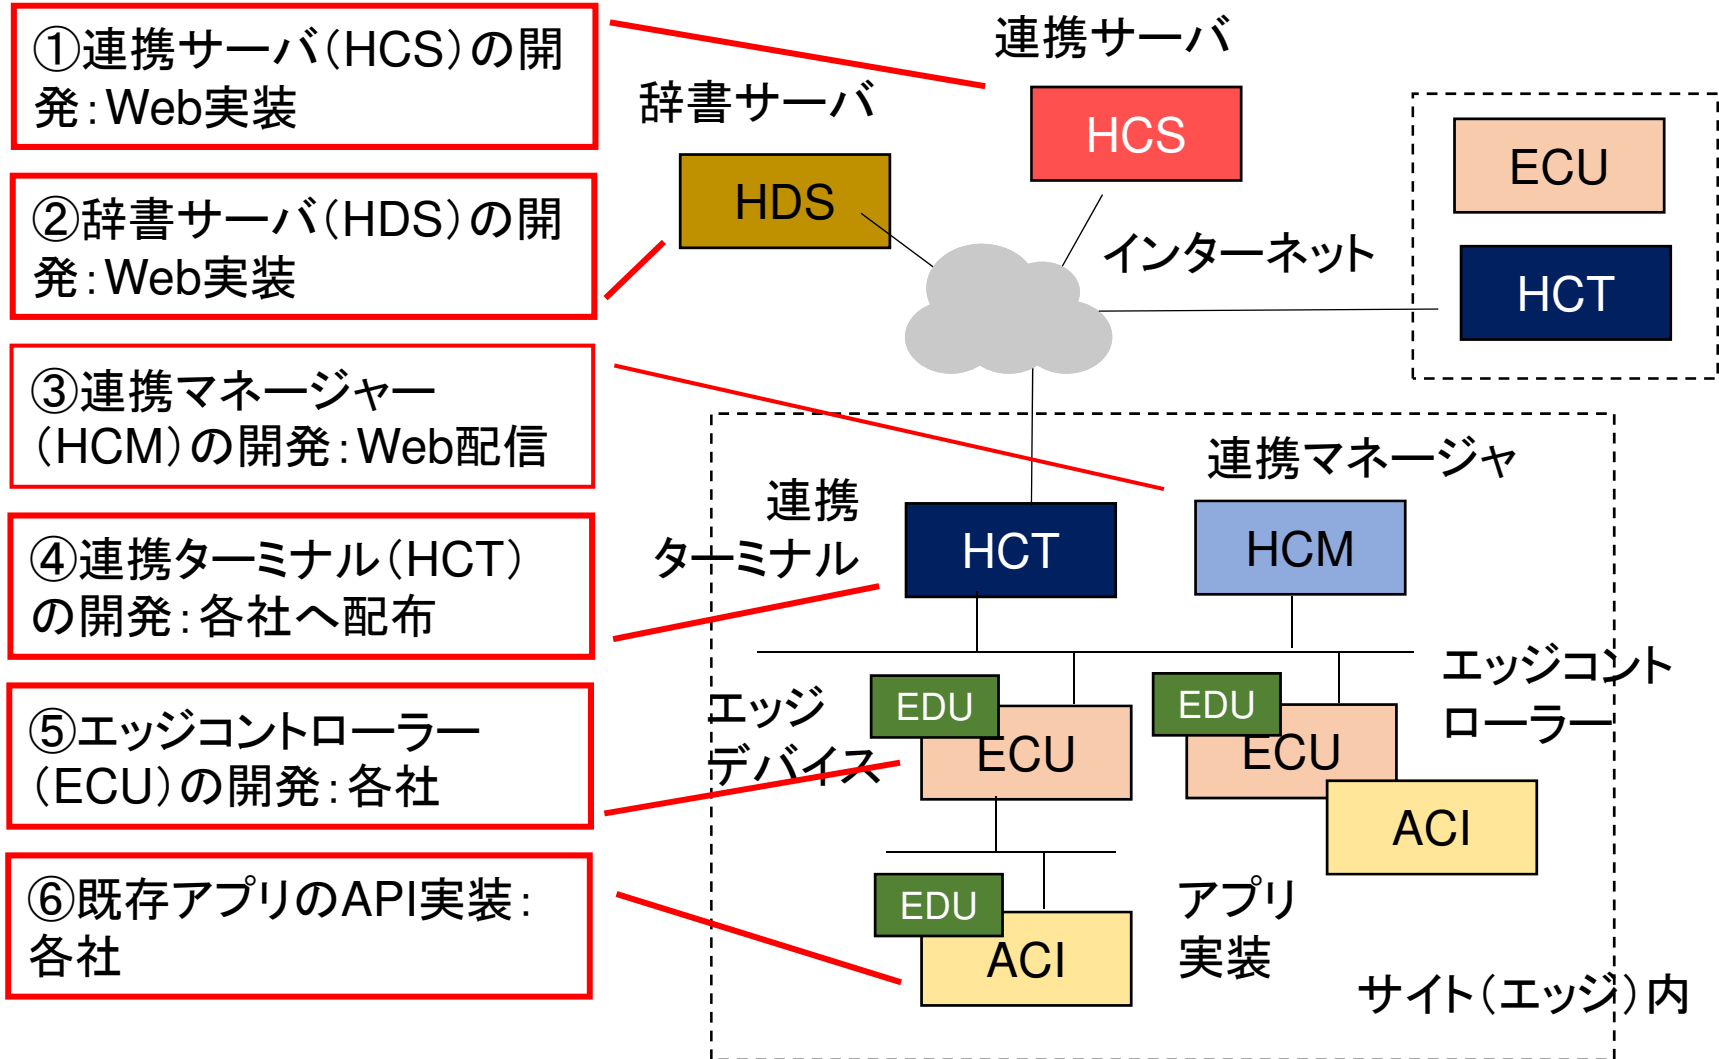 ①連携サーバ（HCS）の開
発：Web実装
②辞書サーバ（HDS）の開
発：Web実装
③連携マネージャー
（HCM）の開発：Web配信
④連携ターミナル（HCT）
の開発：各社へ配布
⑤エッジコントローラー
（ECU）の開発：各社
⑥既存アプリのAPI実装：
各社
連携サーバ
辞書サーバ
HCS
HDS
インターネット
ECU
HCT
連携マネージャ
連携
ターミナル
HCT
HCM
エッジ
デバイス
EDU
ECU
EDU
ECU
ACI
エッジコント
ローラー
EDU
ACI
アプリ
実装
サイト（エッジ）内